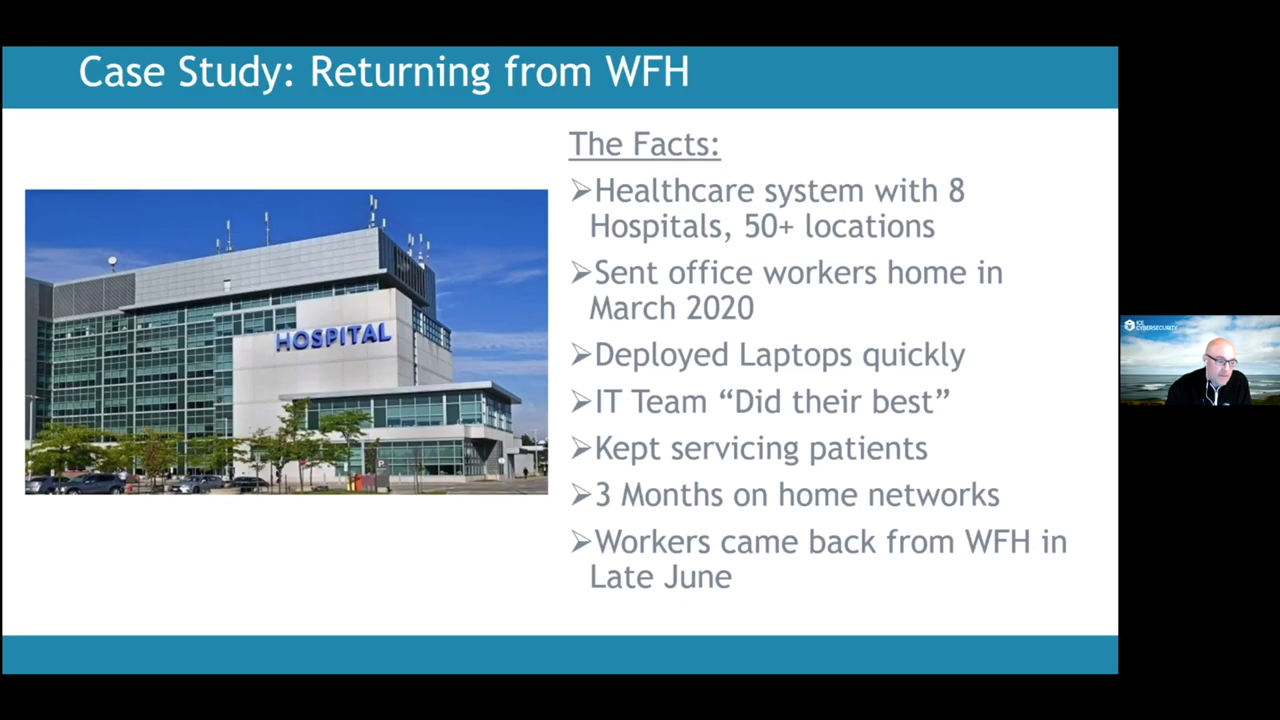 Case Study: Returning from WFH
The Facts:
➢Healthcare system with 8
Hospitals, 50+ locations
➢Sent office workers home in
March 2020
➢Deployed Laptops quickly
➢IT Team “Did their best”
➢Kept servicing patients
➢3 Months on home networks
➢Workers came back from WFH in
Late June
HOSPITAL
P
ICE
CYBERSECURITY